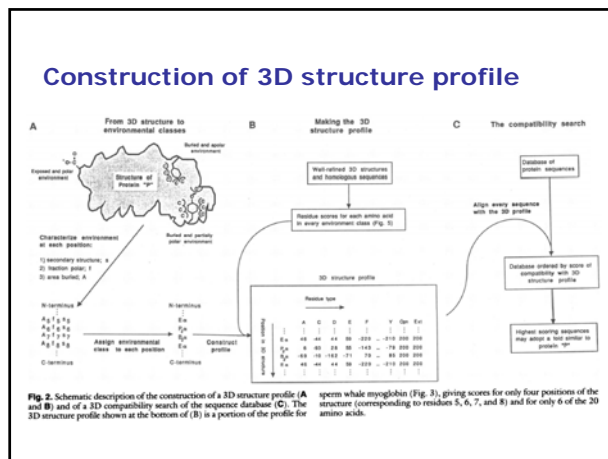 Construction of 3D structure profile
A
From 3D structure to
environmental classes
Buried and apolar
environment
Exposed and polar
environment
Structure of
Protein "P"
Buried and partially
polar environment
Characterize environment
at each position:
1) secondary structure; s
2) fraction polar; f
3) area buried; A
N-terminus
N-terminus
Assign environmental
class to each position
Construct
profile
C-terminus
C-terminus
B
Making the 3D
structure profile
Well-refined 3D structures
and homologous sequences
Residue scores for each amino acid
in every environment class (Fig. 5)
3D structure profile
Residue type
Position in 3D structure
A C D E F .. Y Opn Ext
C
The compatibility search
Database of
protein sequences
Align every sequence
with the 3D profile
Database ordered by score of
compatibility with 3D
structure profile
Highest scoring sequences
may adopt a fold similar to
protein "P"
Fig. 2. Schematic description of the construction of a 3D structure profile (A
and B) and of a 3D compatibility search of the sequence database (C). The
3D structure profile shown at the bottom of (B) is a portion of the profile for
sperm whale myoglobin (Fig. 3), giving scores for only four positions of the
structure (corresponding to residues 5, 6, 7, and 8) and for only 6 of the 20
amino acids.